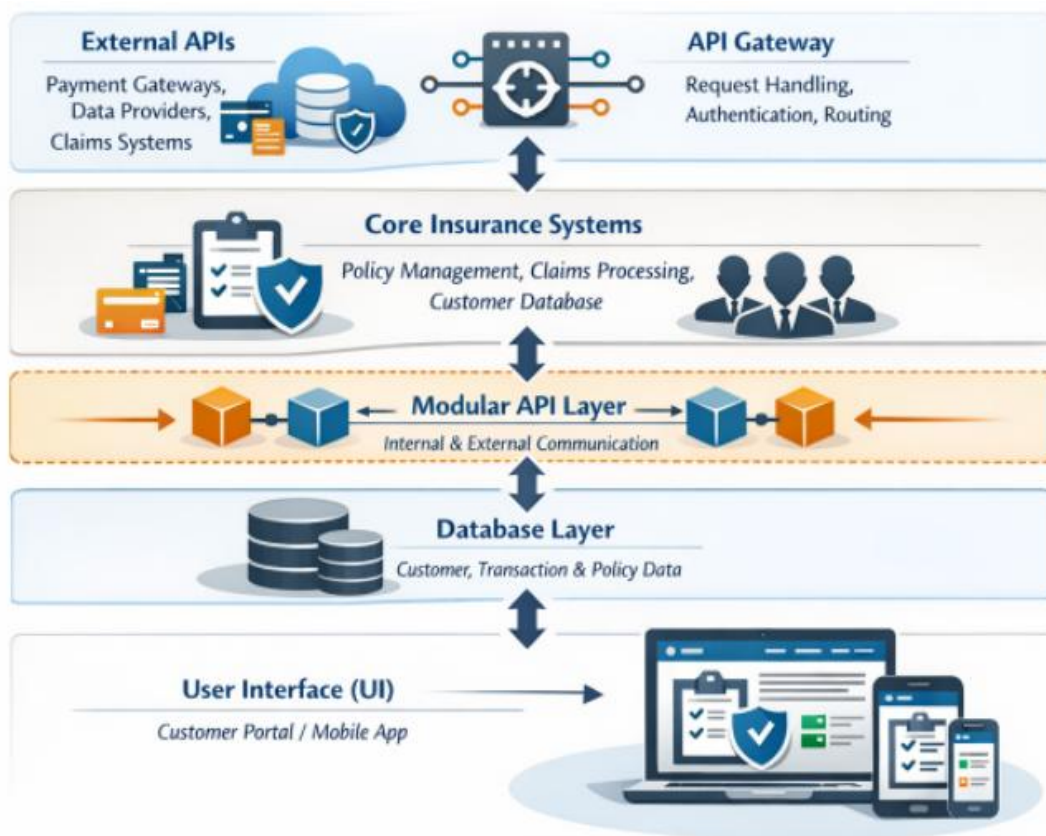 External APIs
Payment Gateways,
Data Providers,
Claims Systems
API Gateway
Request Handling,
Authentication, Routing
Core Insurance Systems
Policy Management, Claims Processing,
Customer Database
Modular API Layer
Internal & External Communication
Database Layer
Customer, Transaction & Policy Data
User Interface (UI)
Customer Portal / Mobile App